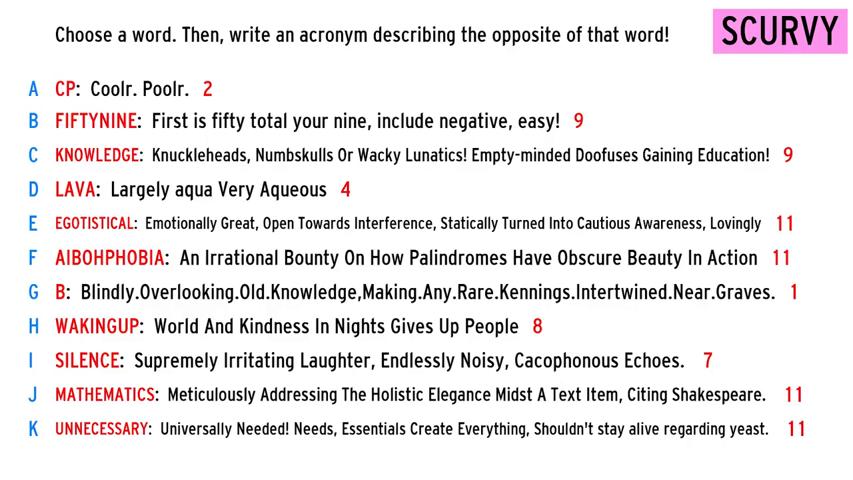 Choose a word. Then, write an acronym describing the opposite of that word!
SCURVY
A CP: Coolr. Poolr. 2
B FIFTYNINE: First is fifty total your nine, include negative, easy! 9
C KNOWLEDGE: Knuckleheads, Numbskulls Or Wacky Lunatics! Empty-minded Doofuses Gaining Education! 9
D LAVA: Largely aqua Very Aqueous 4
E EGOTISTICAL: Emotionally Great, Open Towards Interference, Statically Turned Into Cautious Awareness, Lovingly 11
F AIBOHPHOBIA: An Irrational Bounty On How Palindromes Have Obscure Beauty In Action 11
G B: Blindly.Overlooking.Old.Knowledge,Making.Any.Rare.Kennings.Intertwined.Near.Graves. 1
H WAKINGUP: World And Kindness In Nights Gives Up People 8
I SILENCE: Supremely Irritating Laughter, Endlessly Noisy, Cacophonous Echoes. 7
J MATHEMATICS: Meticulously Addressing The Holistic Elegance Midst A Text Item, Citing Shakespeare. 11
K UNNECESSARY: Universally Needed! Needs, Essentials Create Everything, Shouldn't stay alive regarding yeast. 11